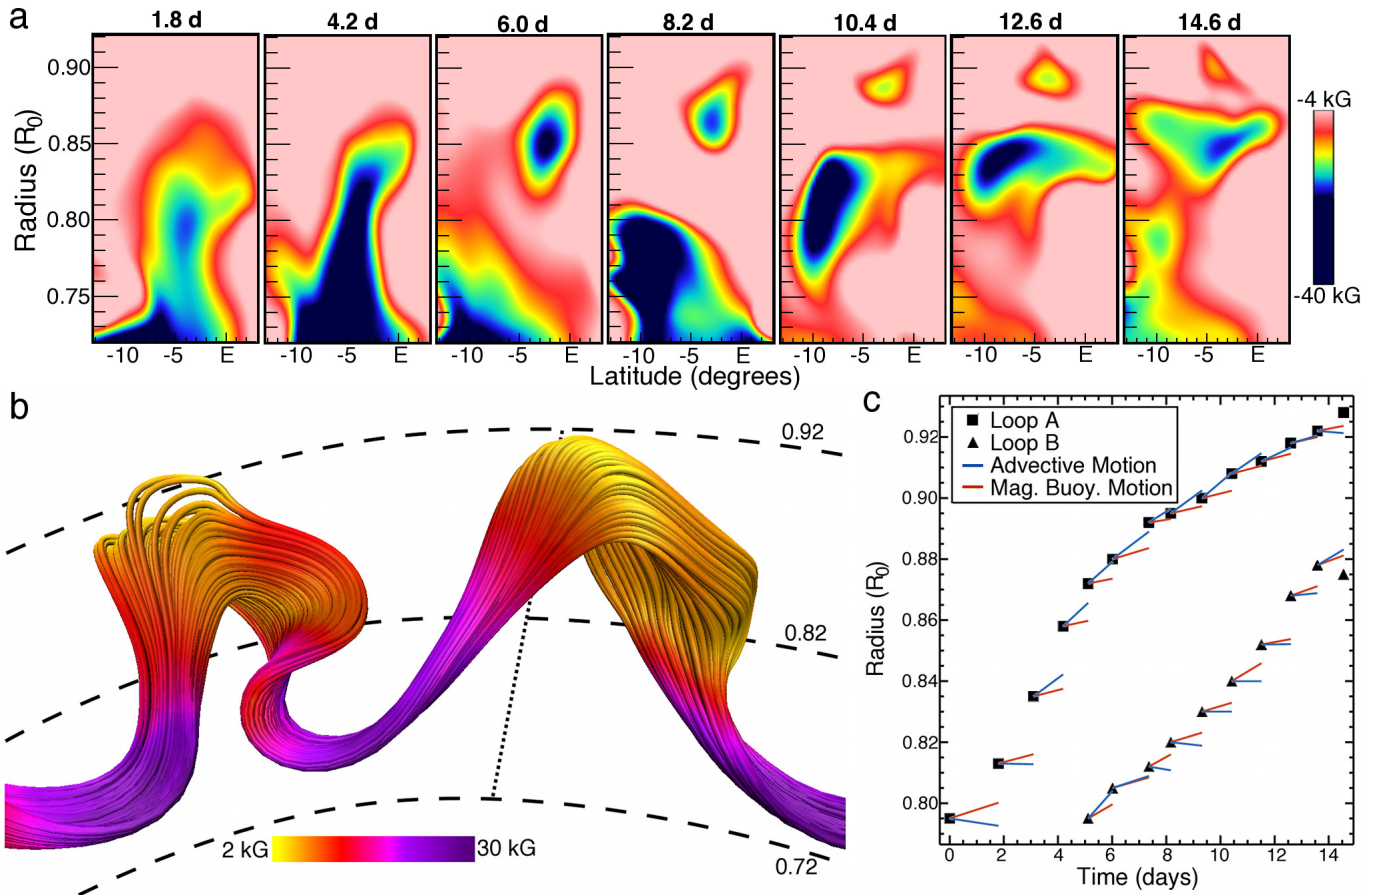 a
1.8 d 4.2 d 6.0 d 8.2 d 10.4 d 12.6 d 14.6 d
Radius (R0)
0.90
0.85
0.80
0.75
-4 kG
-40 kG
-10 -5 E -10 -5 E -10 -5 E -10 -5 E -10 -5 E -10 -5 E -10 -5 E
Latitude (degrees)
b
0.92
0.82
0.72
2 kG 30 kG
c
Loop A
Loop B
Advective Motion
Mag. Buoy. Motion
Radius (R0)
0.92
0.90
0.88
0.86
0.84
0.82
0.80
0 2 4 6 8 10 12 14
Time (days)